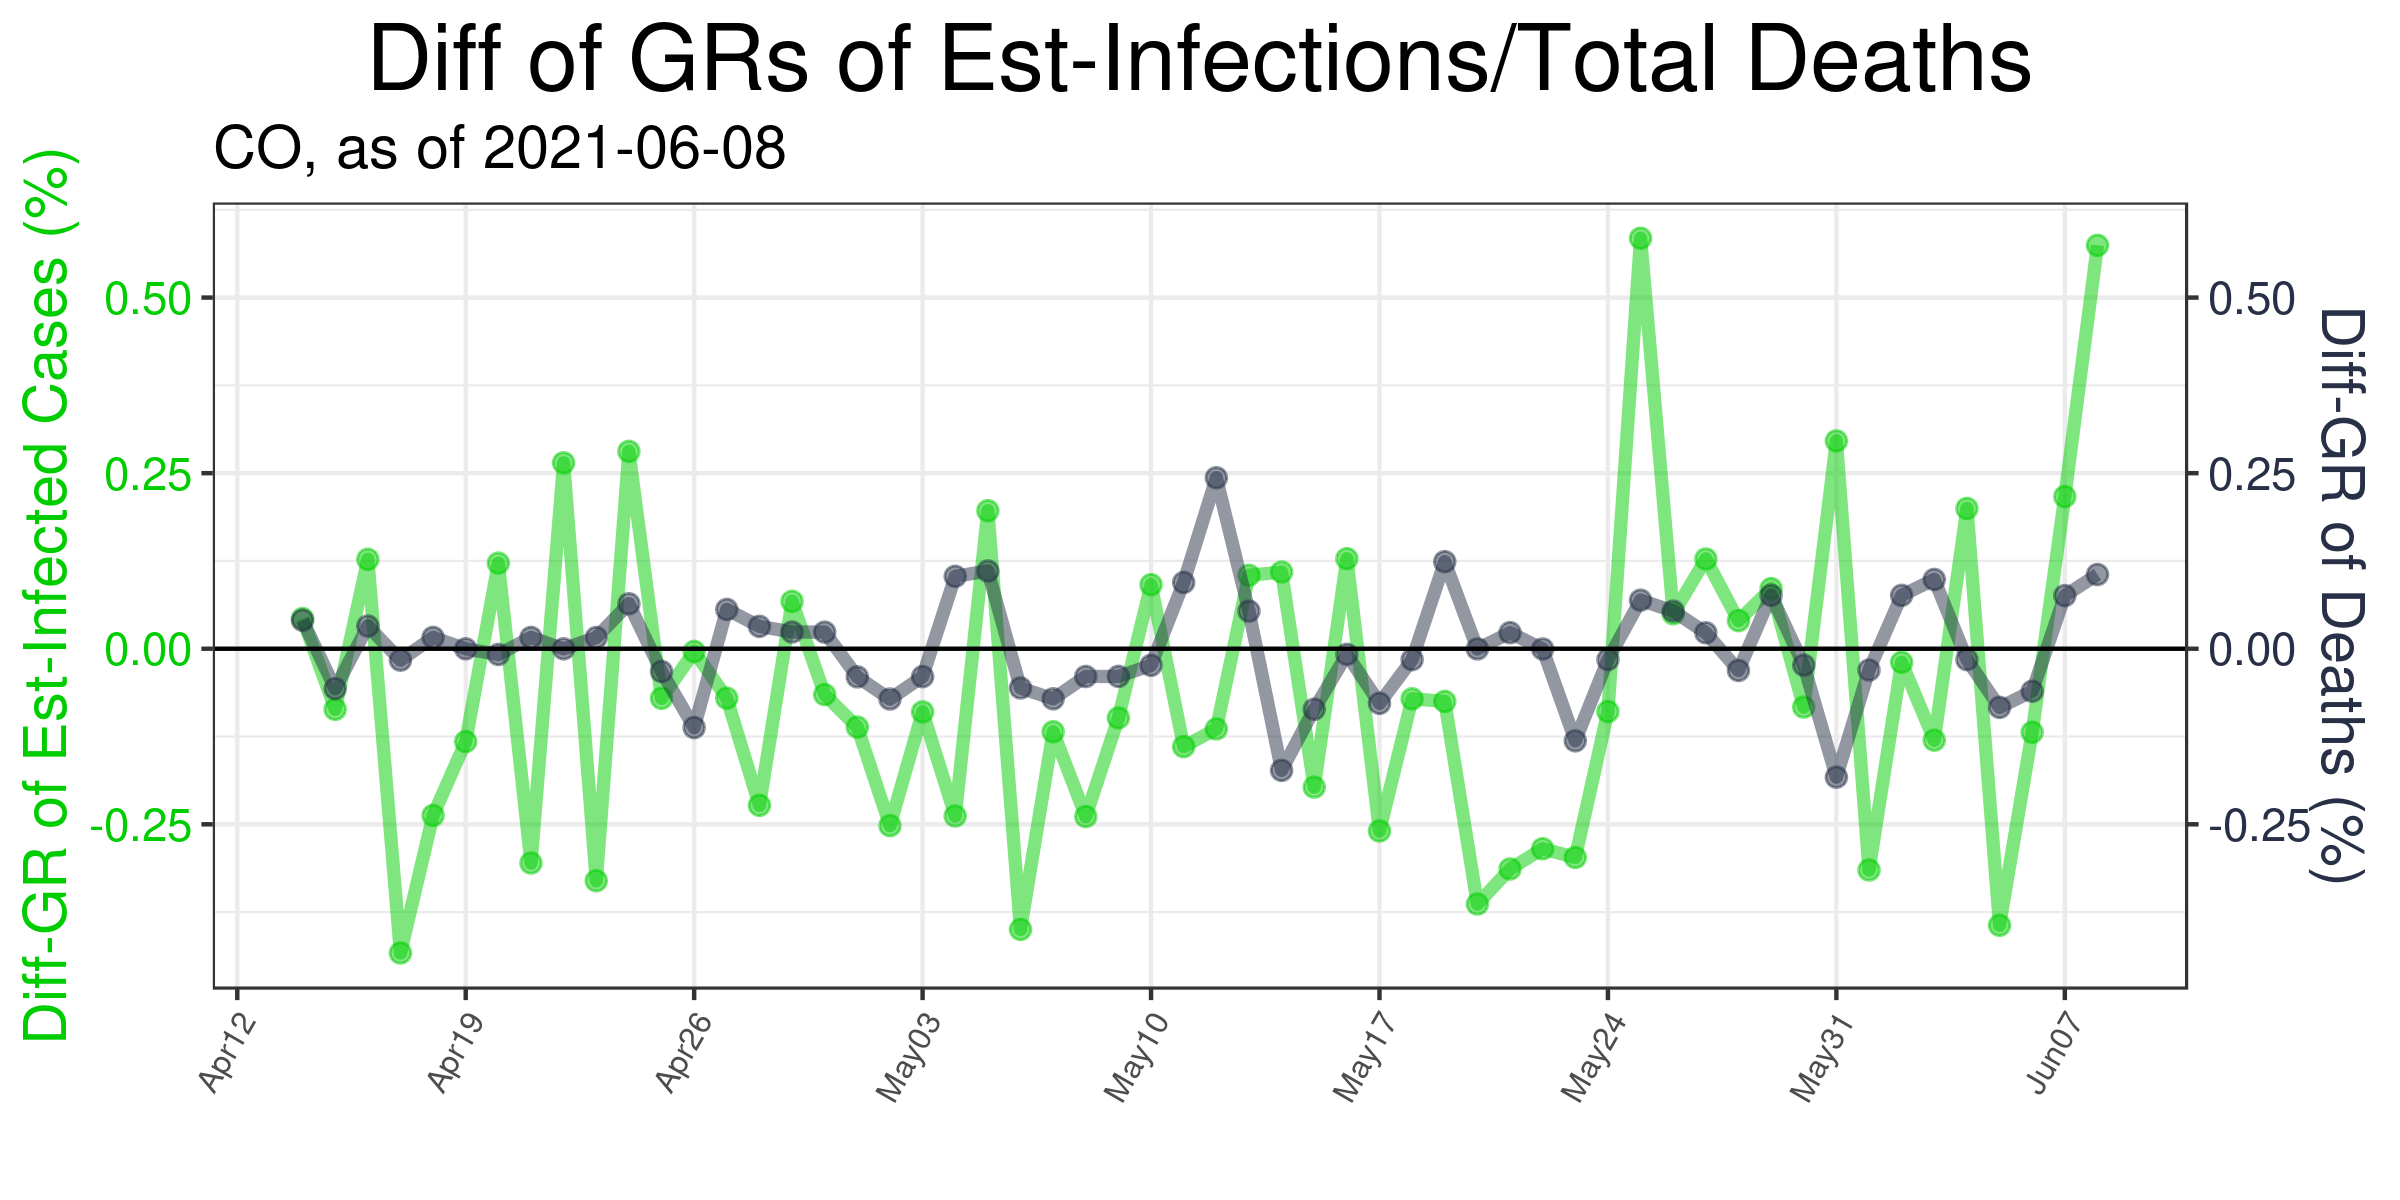 Diff of GRs of Est-Infections/Total Deaths
CO, as of 2021-06-08
Diff-GR of Est-Infected Cases (%)
0.50
0.25
0.00
-0.25
0.50
0.25
0.00
-0.25
Diff-GR of Deaths (%)
Apr12
Apr19
Apr26
May03
May10
May17
May24
May31
Jun07